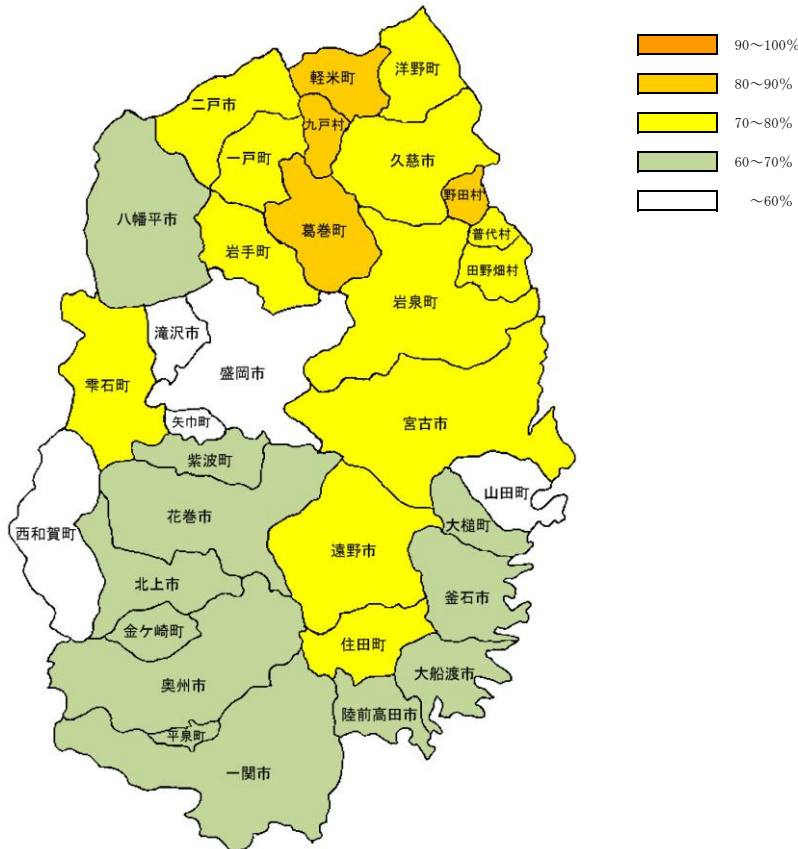 90～100%
80～90%
70～80%
60～70%
～60%
洋野町
軽米町
二戸市
九戸村
一戸町
久慈市
野田村
八幡平市
葛巻町
普代村
岩手町
田野畑村
岩泉町
滝沢市
盛岡市
雫石町
矢巾町
宮古市
紫波町
山田町
花巻市
大槌町
西和賀町
遠野市
北上市
釜石市
金ケ崎町
住田町
大船渡市
奥州市
陸前高田市
平泉町
一関市